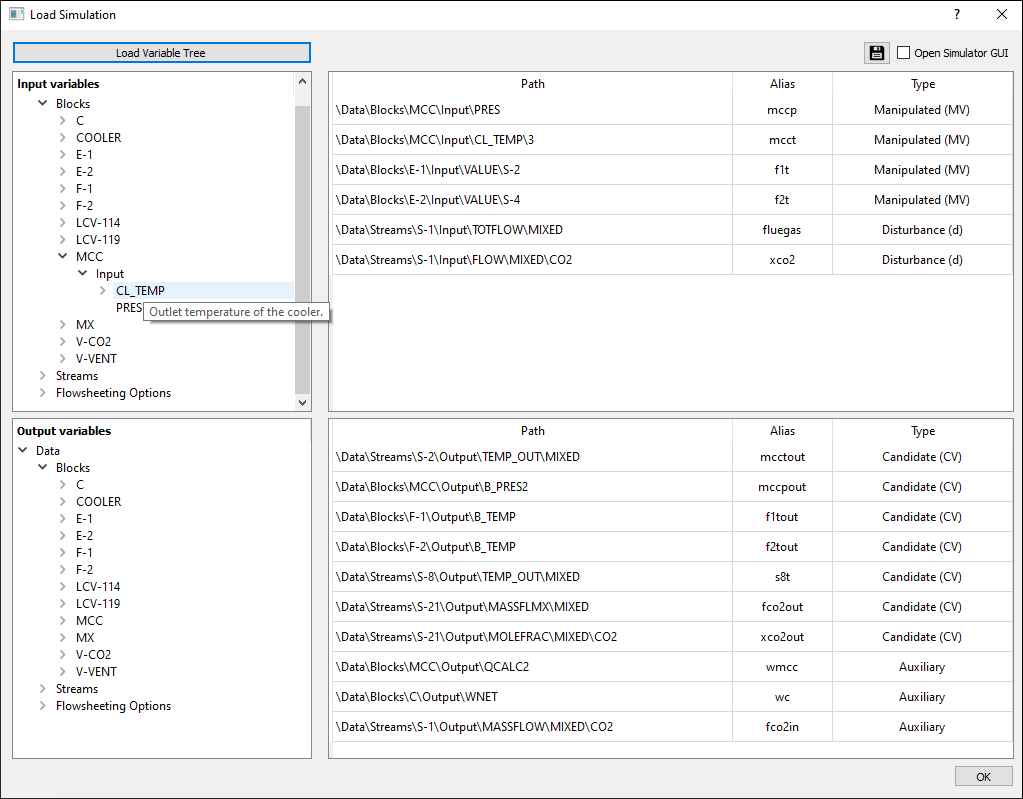 Load Simulation ?
Load Variable Tree
Open Simulator GUI
Input variables
Blocks
C
COOLER
E-1
E-2
F-1
F-2
LCV-114
LCV-119
MCC
Input
CL_TEMP
PRES
Outlet temperature of the cooler.
MX
V-CO2
V-VENT
Streams
Flowsheeting Options
Path Alias Type
\Data\Blocks\MCC\Input\PRES mccp Manipulated (MV)
\Data\Blocks\MCC\Input\CL_TEMP\3 mcct Manipulated (MV)
\Data\Blocks\E-1\Input\VALUE\S-2 f1t Manipulated (MV)
\Data\Blocks\E-2\Input\VALUE\S-4 f2t Manipulated (MV)
\Data\Streams\S-1\Input\TOTFLOW\MIXED fluegas Disturbance (d)
\Data\Streams\S-1\Input\FLOW\MIXED\CO2 xco2 Disturbance (d)
Output variables
Data
Blocks
C
COOLER
E-1
E-2
F-1
F-2
LCV-114
LCV-119
MCC
MX
V-CO2
V-VENT
Streams
Flowsheeting Options
Path Alias Type
\Data\Streams\S-2\Output\TEMP_OUT\MIXED mcctout Candidate (CV)
\Data\Blocks\MCC\Output\B_PRES2 mccpout Candidate (CV)
\Data\Blocks\F-1\Output\B_TEMP f1tout Candidate (CV)
\Data\Blocks\F-2\Output\B_TEMP f2tout Candidate (CV)
\Data\Streams\S-8\Output\TEMP_OUT\MIXED s8t Candidate (CV)
\Data\Streams\S-21\Output\MASSFLMX\MIXED fco2out Candidate (CV)
\Data\Streams\S-21\Output\MOLEFRAC\MIXED\CO2 xco2out Candidate (CV)
\Data\Blocks\MCC\Output\QCALC2 wmcc Auxiliary
\Data\Blocks\C\Output\WNET wc Auxiliary
\Data\Streams\S-1\Output\MASSFLOW\MIXED\CO2 fco2in Auxiliary
OK